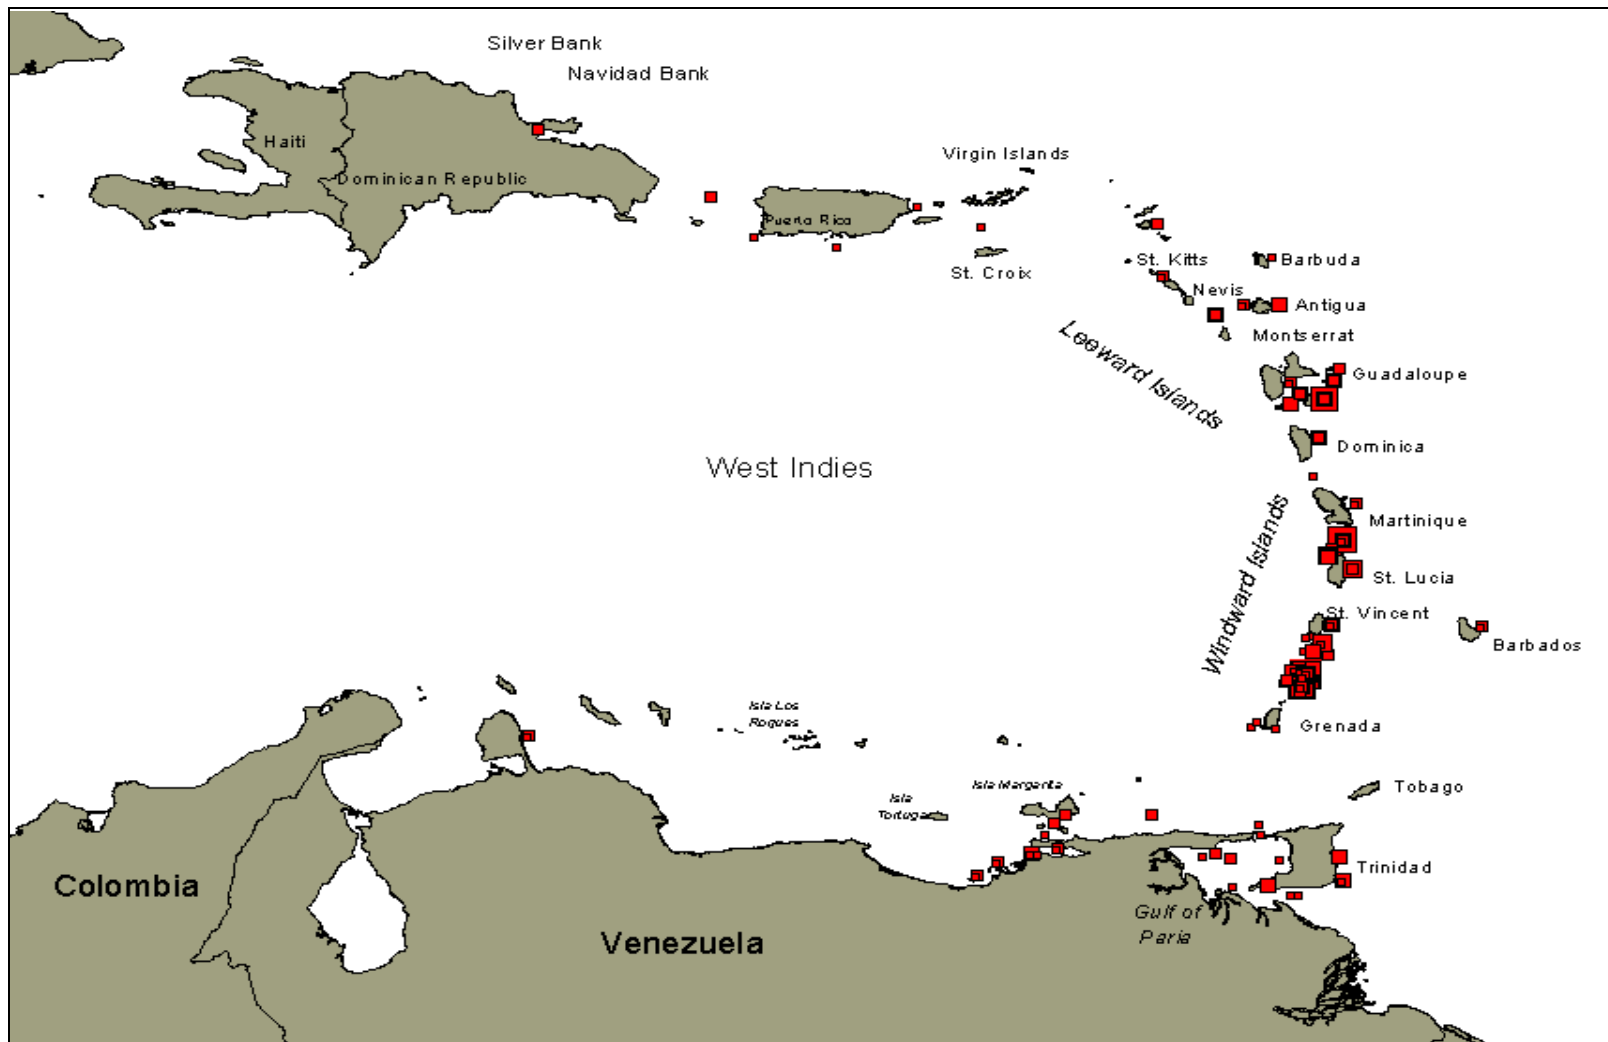 Silver Bank
Navidad Bank
Haiti
Dominican Republic
Virgin Islands
Puerto Rico
St. Croix
St. Kitts
Barbuda
Nevis
Antigua
Montserrat
Leeward Islands
Guadaloupe
Dominica
West Indies
Martinique
Windward Islands
St. Lucia
St. Vincent
Barbados
Isla Los
Roques
Grenada
Isla Margarita
Isla
Tortuga
Tobago
Trinidad
Colombia
Gulf of
Paria
Venezuela